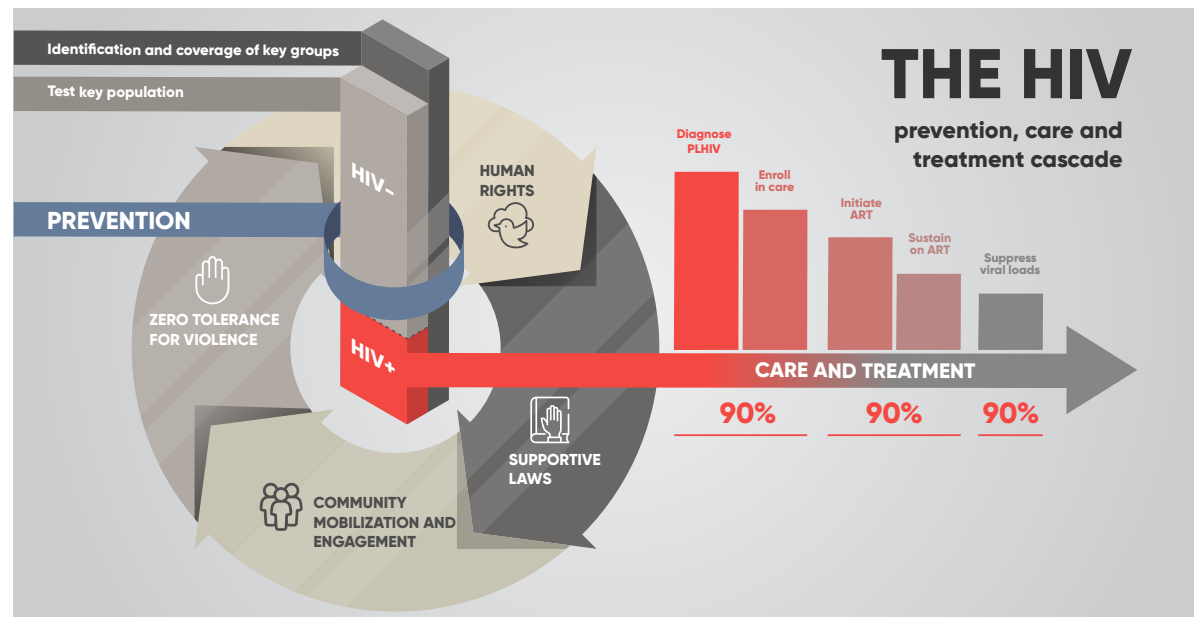 Identification and coverage of key groups
Test key population
PREVENTION
HIV–
HIV+
HUMAN
RIGHTS
ZERO TOLERANCE
FOR VIOLENCE
SUPPORTIVE
LAWS
COMMUNITY
MOBILIZATION AND
ENGAGEMENT
THE HIV
prevention, care and
treatment cascade
Diagnose
PLHIV
Enroll
in care
Initiate
ART
Sustain
on ART
Suppress
viral loads
CARE AND TREATMENT
90%
90%
90%